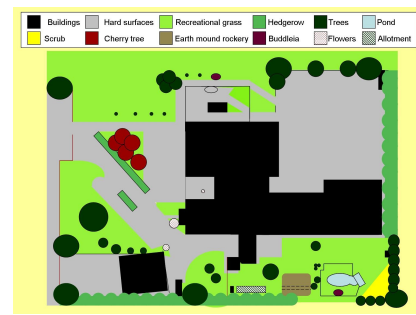 Buildings Hard surfaces Recreational grass Hedgerow Trees Pond
Scrub Cherry tree Earth mound rockery Buddleia Flowers Allotment